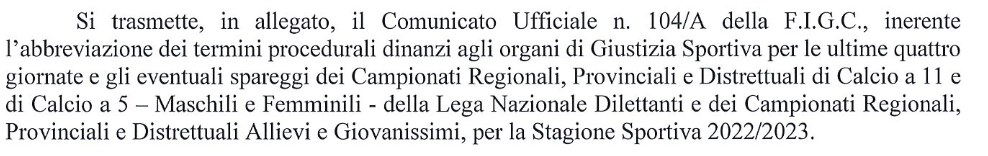 Si trasmette, in allegato, il Comunicato Ufficiale n. 104/A della F.I.G.C., inerente
l'abbreviazione dei termini procedurali dinanzi agli organi di Giustizia Sportiva per le ultime quattro
giornate e gli eventuali spareggi dei Campionati Regionali, Provinciali e Distrettuali di Calcio a 11 e
di Calcio a 5 – Maschili e Femminili - della Lega Nazionale Dilettanti e dei Campionati Regionali,
Provinciali e Distrettuali Allievi e Giovanissimi, per la Stagione Sportiva 2022/2023.